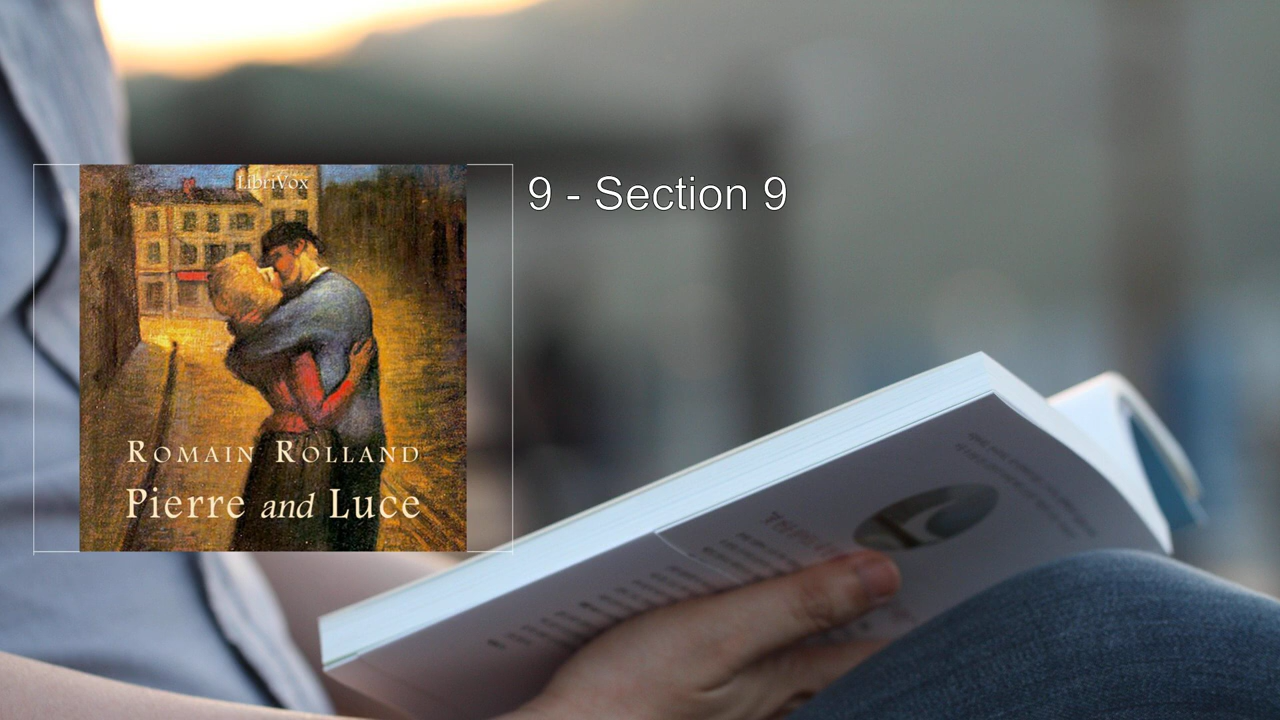 LibriVox
9 - Section 9
ROMAIN ROLLAND
Pierre and Luce